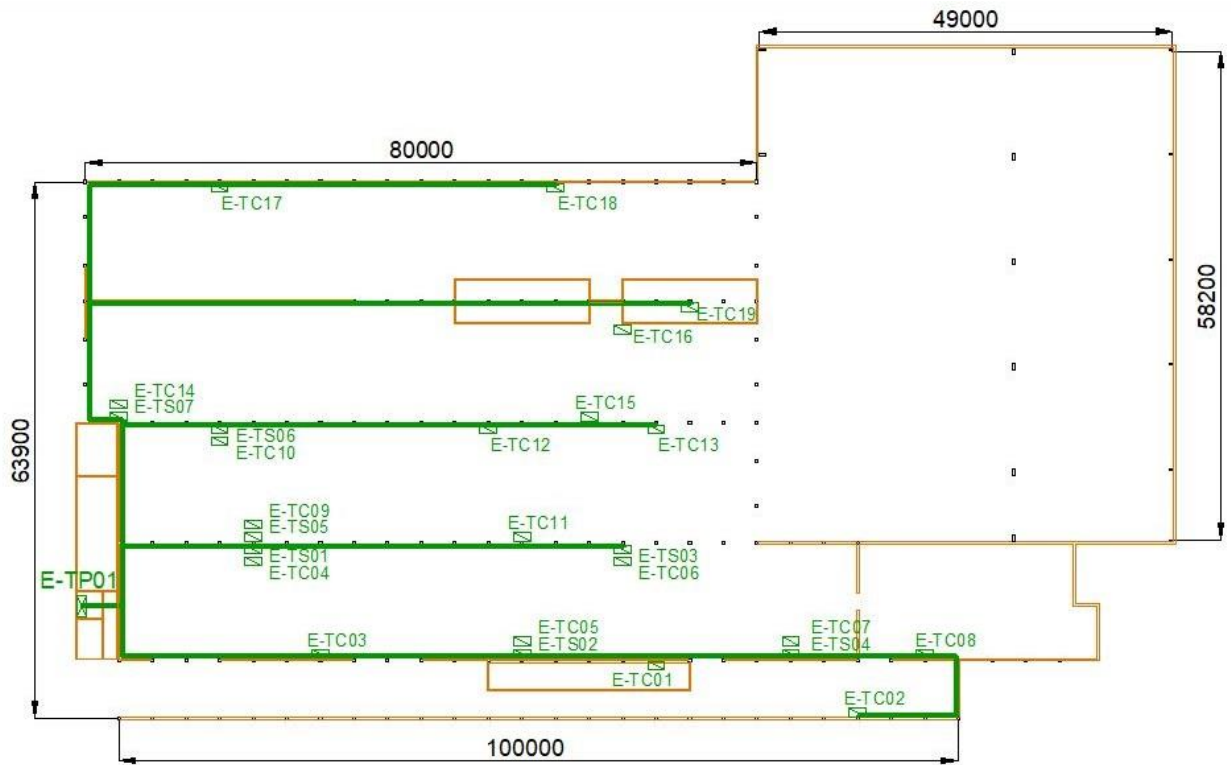 49000
80000
E-TC17
E-TC18
58200
E-TC19
E-TC16
E-TC14
E-TS07
E-TC15
E-TS06
E-TC10
E-TC12
E-TC13
63900
E-TC09
E-TS05
E-TC11
E-TS01
E-TC04
E-TS03
E-TC06
E-TP01
E-TC03
E-TC05
E-TS02
E-TC07
E-TS04
E-TC08
E-TC01
E-TC02
100000